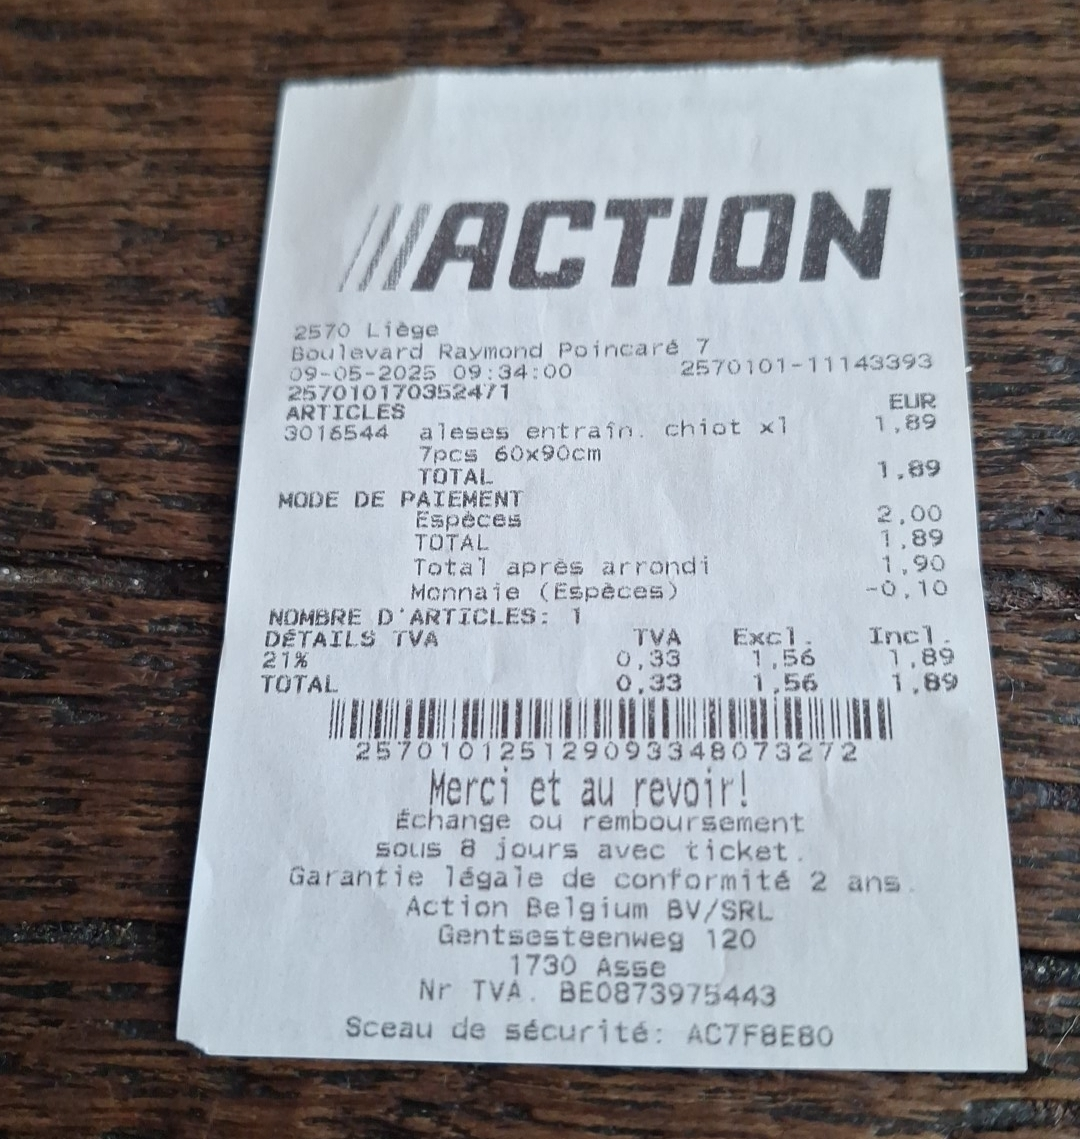 ///ACTION
2570 Liège
Boulevard Raymond Poincaré 7
09-05-2025 09:34:00 2570101-11143393
257010170352471
ARTICLES EUR
3016544 aleses entraîn. chiot xl 1,89
7pcs 60x90cm
TOTAL 1,89
MODE DE PAIEMENT
Espèces 2,00
TOTAL 1,89
Total après arrondi 1,90
Monnaie (Espèces) -0,10
NOMBRE D'ARTICLES: 1
DÉTAILS TVA TVA Excl. Incl.
21% 0,33 1,56 1,89
TOTAL 0,33 1,56 1,89
257010125129093348073272
Merci et au revoir!
Échange ou remboursement
sous 8 jours avec ticket.
Garantie légale de conformité 2 ans.
Action Belgium BV/SRL
Gentsesteenweg 120
1730 Asse
Nr TVA. BE0873975443
Sceau de sécurité: AC7F8E80